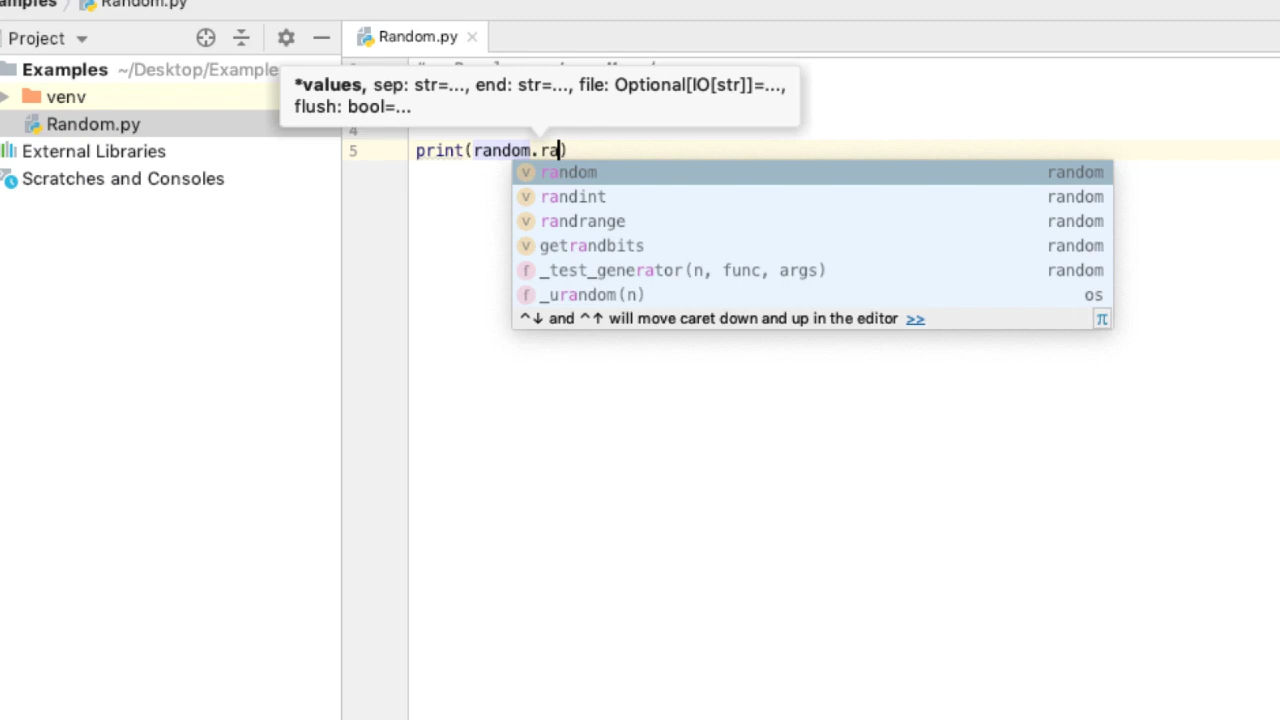 Random.py
Project
Random.py
Examples ~/Desktop/Example
*values, sep: str=..., end: str=..., file: Optional[IO[str]]=...,
flush: bool=...
venv
Random.py
4
External Libraries
5 print(random.ra)
Scratches and Consoles
v random random
v randint random
v randrange random
v getrandbits random
f _test_generator(n, func, args) random
f _urandom(n) os
^↓ and ^↑ will move caret down and up in the editor >> π